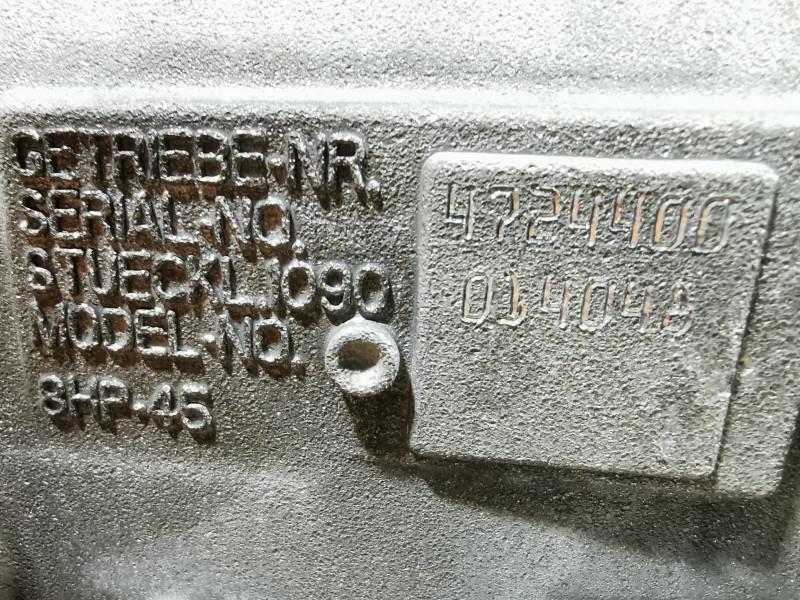 GETRIEBE-NR.
SERIAL-NO.
STUECKL.1090
MODEL-NO.
8HP-45
4724400
014048